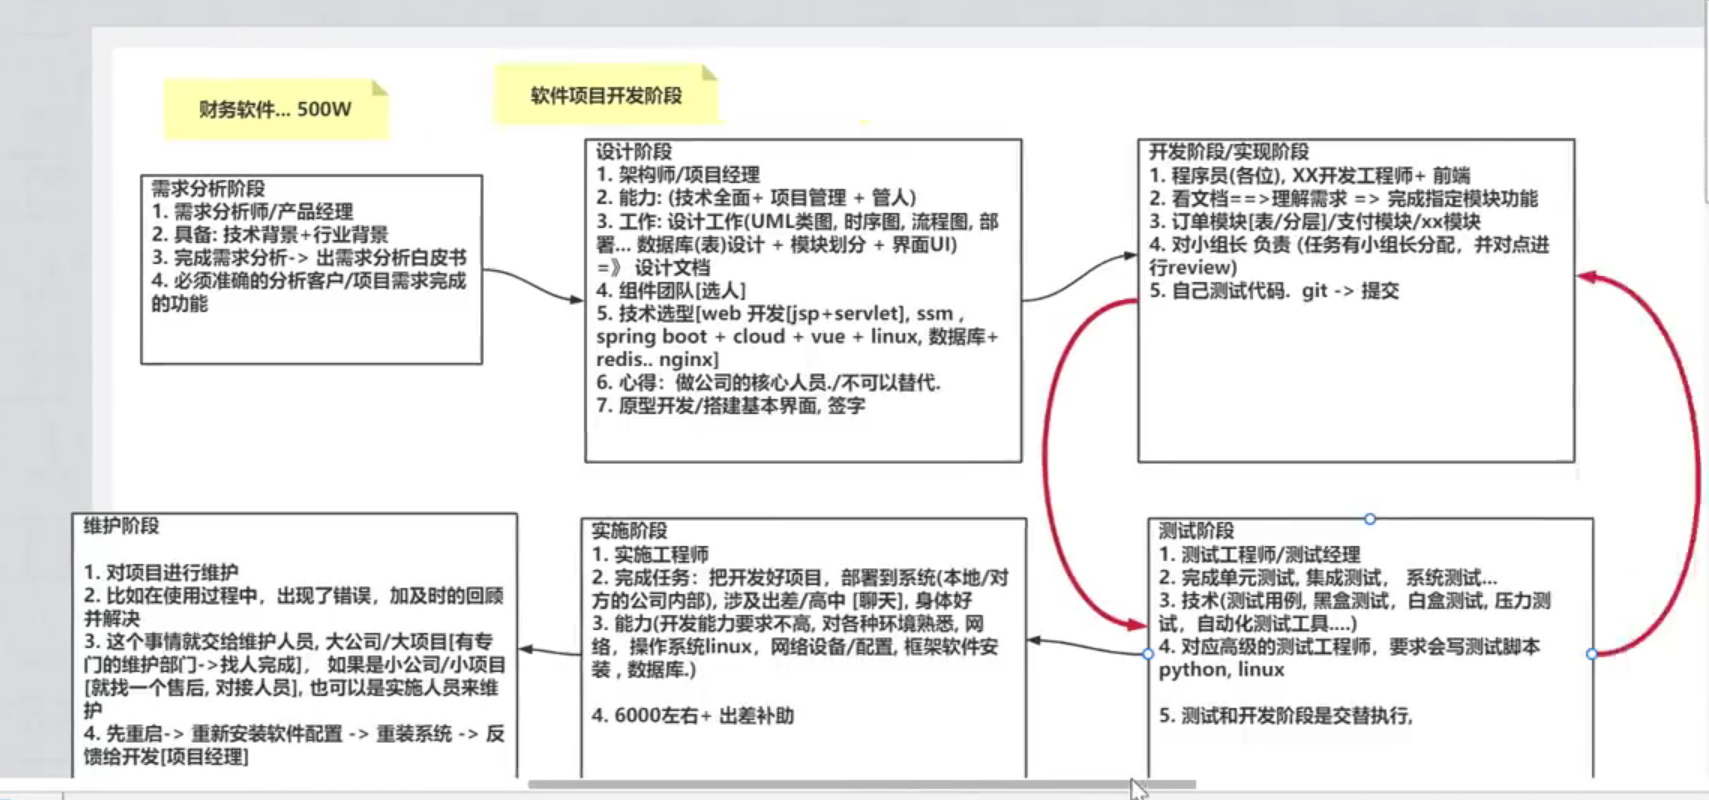 财务软件... 500W
软件项目开发阶段
需求分析阶段
1. 需求分析师/产品经理
2. 具备: 技术背景+行业背景
3. 完成需求分析-> 出需求分析白皮书
4. 必须准确的分析客户/项目需求完成
的功能
设计阶段
1. 架构师/项目经理
2. 能力: (技术全面+ 项目管理 + 管人)
3. 工作: 设计工作(UML类图, 时序图, 流程图, 部
署... 数据库(表)设计 + 模块划分 + 界面UI)
=》 设计文档
4. 组件团队[选人]
5. 技术选型[web 开发[jsp+servlet], ssm ,
spring boot + cloud + vue + linux, 数据库+
redis.. nginx]
6. 心得：做公司的核心人员./不可以替代.
7. 原型开发/搭建基本界面, 签字
开发阶段/实现阶段
1. 程序员(各位), XX开发工程师+ 前端
2. 看文档==>理解需求 => 完成指定模块功能
3. 订单模块[表/分层]/支付模块/xx模块
4. 对小组长 负责 (任务有小组长分配，并对点进
行review)
5. 自己测试代码.  git -> 提交
维护阶段
1. 对项目进行维护
2. 比如在使用过程中，出现了错误，加及时的回顾
并解决
3. 这个事情就交给维护人员, 大公司/大项目[有专
门的维护部门->找人完成]， 如果是小公司/小项目
[就找一个售后, 对接人员], 也可以是实施人员来维
护
4. 先重启-> 重新安装软件配置 -> 重装系统 -> 反
馈给开发[项目经理]
实施阶段
1. 实施工程师
2. 完成任务：把开发好项目，部署到系统(本地/对
方的公司内部), 涉及出差/高中 [聊天], 身体好
3. 能力(开发能力要求不高, 对各种环境熟悉, 网
络，操作系统linux，网络设备/配置, 框架软件安
装 , 数据库.)
4. 6000左右+ 出差补助
测试阶段
1. 测试工程师/测试经理
2. 完成单元测试, 集成测试， 系统测试...
3. 技术(测试用例, 黑盒测试，白盒测试, 压力测
试，自动化测试工具....)
4. 对应高级的测试工程师，要求会写测试脚本
python, linux
5. 测试和开发阶段是交替执行,